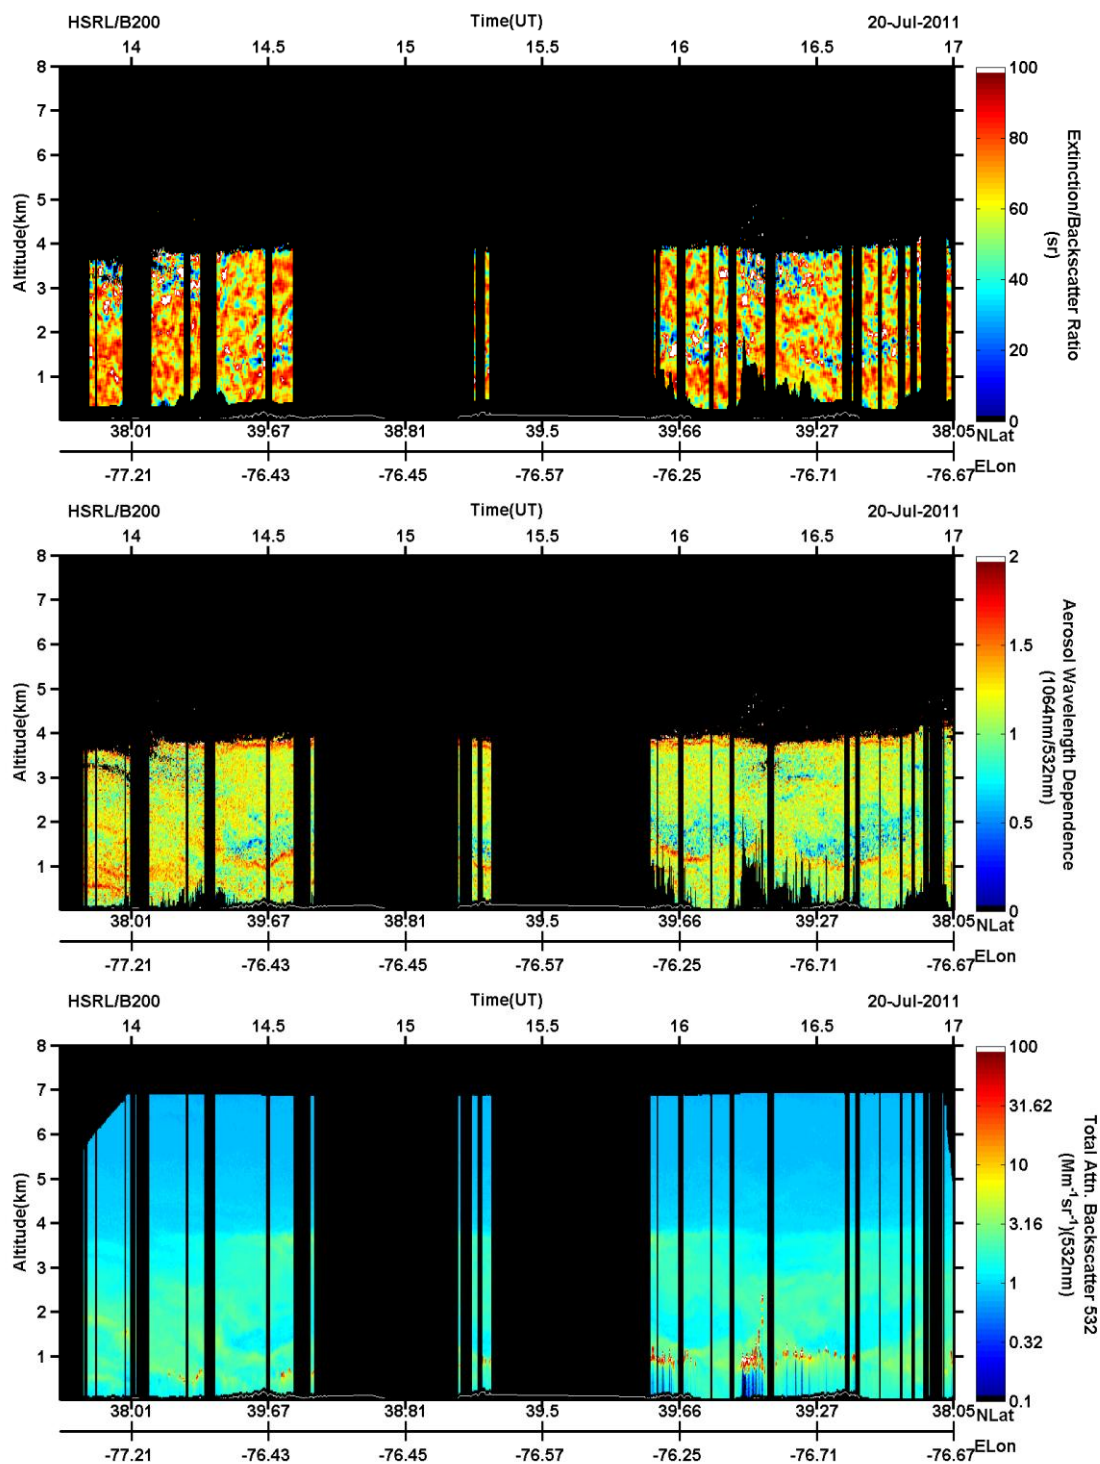 HSRL/B200 Time(UT) 20-Jul-2011
14 14.5 15 15.5 16 16.5 17
8
7
6
5
4
3
2
1
Altitude(km)
100
80
60
40
20
0
Extinction/Backscatter Ratio
(sr)
38.01 39.67 38.81 39.5 39.66 39.27 38.05 NLat
-77.21 -76.43 -76.45 -76.57 -76.25 -76.71 -76.67 ELon
HSRL/B200 Time(UT) 20-Jul-2011
14 14.5 15 15.5 16 16.5 17
8
7
6
5
4
3
2
1
Altitude(km)
2
1.5
1
0.5
0
Aerosol Wavelength Dependence
(1064nm/532nm)
38.01 39.67 38.81 39.5 39.66 39.27 38.05 NLat
-77.21 -76.43 -76.45 -76.57 -76.25 -76.71 -76.67 ELon
HSRL/B200 Time(UT) 20-Jul-2011
14 14.5 15 15.5 16 16.5 17
8
7
6
5
4
3
2
1
Altitude(km)
100
31.62
10
3.16
1
0.32
0.1
Total Attn. Backscatter 532
(Mm⁻¹sr⁻¹)(532nm)
38.01 39.67 38.81 39.5 39.66 39.27 38.05 NLat
-77.21 -76.43 -76.45 -76.57 -76.25 -76.71 -76.67 ELon